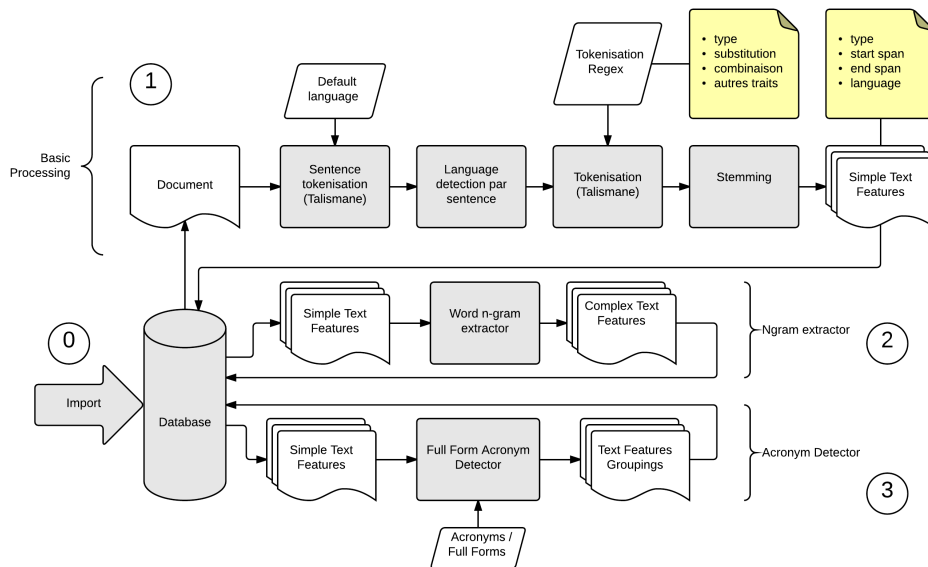 1
Basic
Processing
Default
language
Tokenisation
Regex
• type
• substitution
• combinaison
• autres traits
• type
• start span
• end span
• language
Document
Sentence
tokenisation
(Talismane)
Language
detection par
sentence
Tokenisation
(Talismane)
Stemming
Simple Text
Features
0
Import
Database
Simple Text
Features
Word n-gram
extractor
Complex Text
Features
Ngram extractor
2
Simple Text
Features
Full Form Acronym
Detector
Text Features
Groupings
Acronym Detector
3
Acronyms /
Full Forms